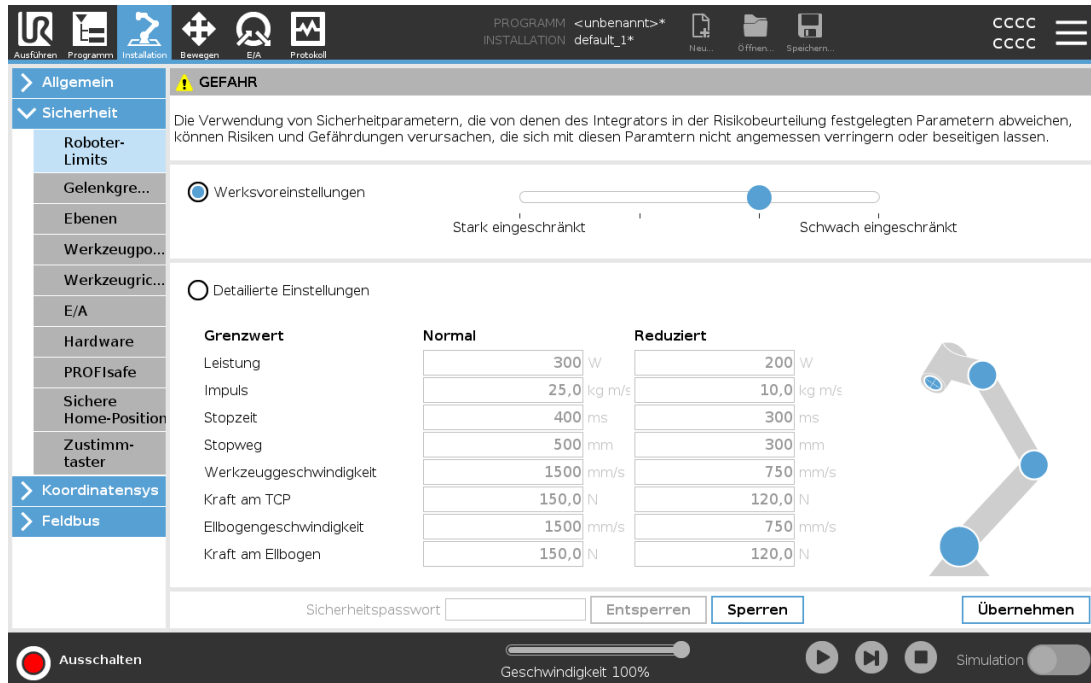 PROGRAMM <unbenannt>*
INSTALLATION default_1*
UR
Ausführen Programm Installation Bewegen E/A Protokoll
Neu... Öffnen... Speichern...
CCCC
CCCC
Allgemein
Sicherheit
Roboter-
Limits
Gelenkgre...
Ebenen
Werkzeugpo...
Werkzeugric...
E/A
Hardware
PROFIsafe
Sichere
Home-Position
Zustimm-
taster
Koordinatensys
Feldbus
GEFAHR
Die Verwendung von Sicherheitparametern, die von denen des Integrators in der Risikobeurteilung festgelegten Parametern abweichen,
können Risiken und Gefährdungen verursachen, die sich mit diesen Paramtern nicht angemessen verringern oder beseitigen lassen.
Werksvoreinstellungen
Stark eingeschränkt Schwach eingeschränkt
Detailierte Einstellungen
Grenzwert Normal Reduziert
Leistung 300 W 200 W
Impuls 25,0 kg m/s 10,0 kg m/s
Stopzeit 400 ms 300 ms
Stopweg 500 mm 300 mm
Werkzeuggeschwindigkeit 1500 mm/s 750 mm/s
Kraft am TCP 150,0 N 120,0 N
Ellbogengeschwindigkeit 1500 mm/s 750 mm/s
Kraft am Ellbogen 150,0 N 120,0 N
Sicherheitspasswort Entsperren Sperren Übernehmen
Ausschalten
Geschwindigkeit 100%
Simulation